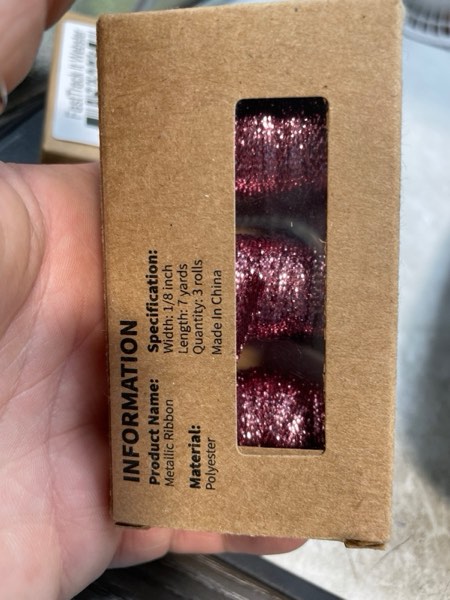 INFORMATION
Product Name:
Metallic Ribbon
Material:
Polyester
Specification:
Width: 1/8 inch
Length: 7 yards
Quantity: 3 rolls
Made In China